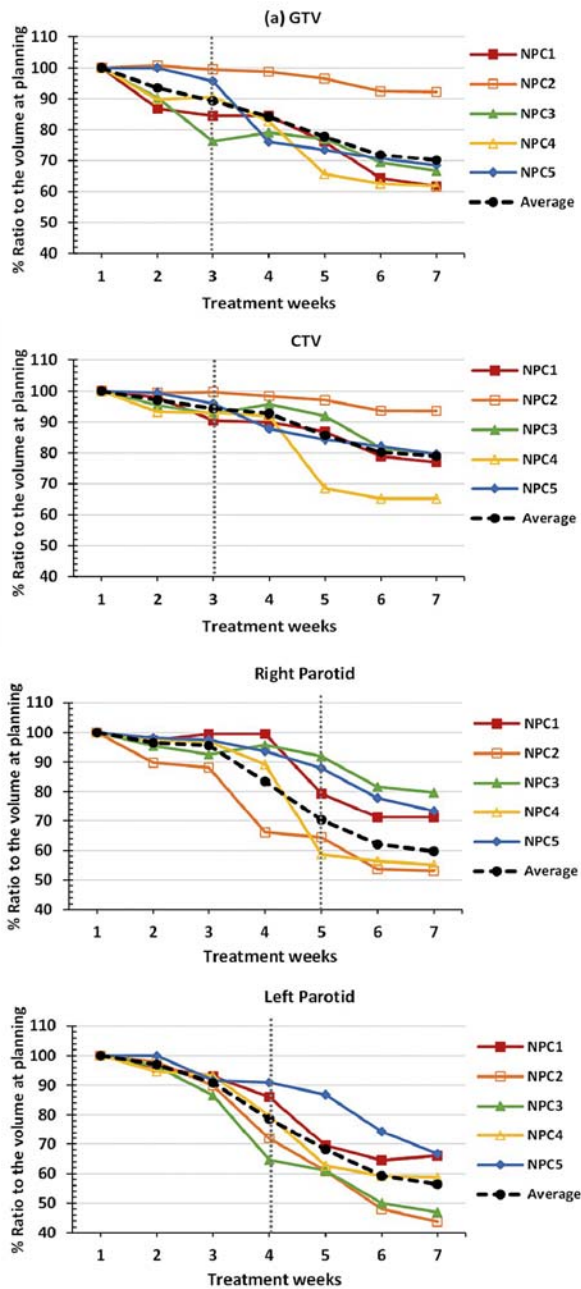 (a) GTV
% Ratio to the volume at planning
110
100
90
80
70
60
50
40
1 2 3 4 5 6 7
Treatment weeks
NPC1
NPC2
NPC3
NPC4
NPC5
Average
CTV
% Ratio to the volume at planning
110
100
90
80
70
60
50
40
1 2 3 4 5 6 7
Treatment weeks
NPC1
NPC2
NPC3
NPC4
NPC5
Average
Right Parotid
% Ratio to the volume at planning
110
100
90
80
70
60
50
40
1 2 3 4 5 6 7
Treatment weeks
NPC1
NPC2
NPC3
NPC4
NPC5
Average
Left Parotid
% Ratio to the volume at planning
110
100
90
80
70
60
50
40
1 2 3 4 5 6 7
Treatment weeks
NPC1
NPC2
NPC3
NPC4
NPC5
Average